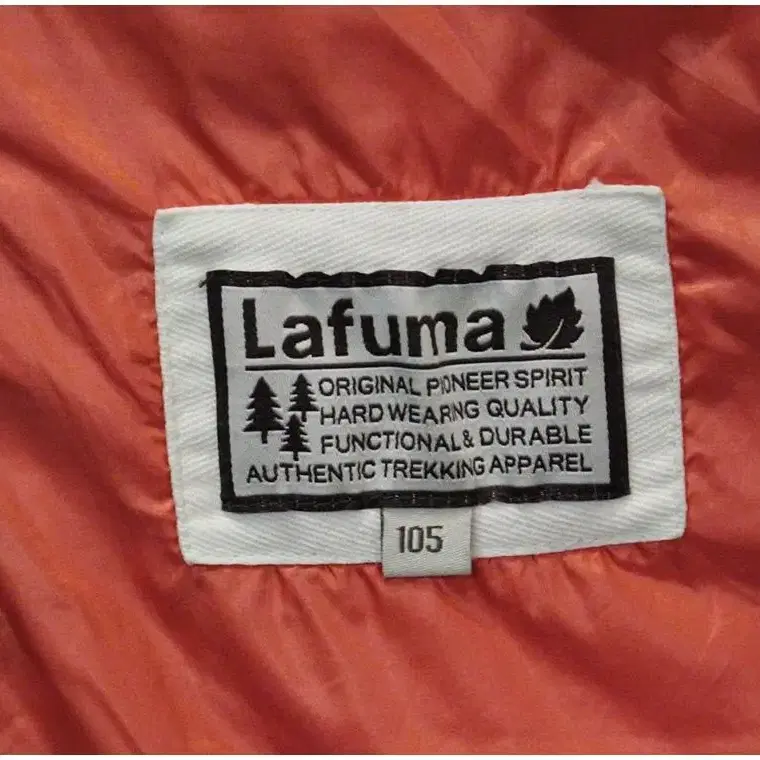 Lafuma
ORIGINAL PIONEER SPIRIT
HARD WEARING QUALITY
FUNCTIONAL & DURABLE
AUTHENTIC TREKKING APPAREL
105